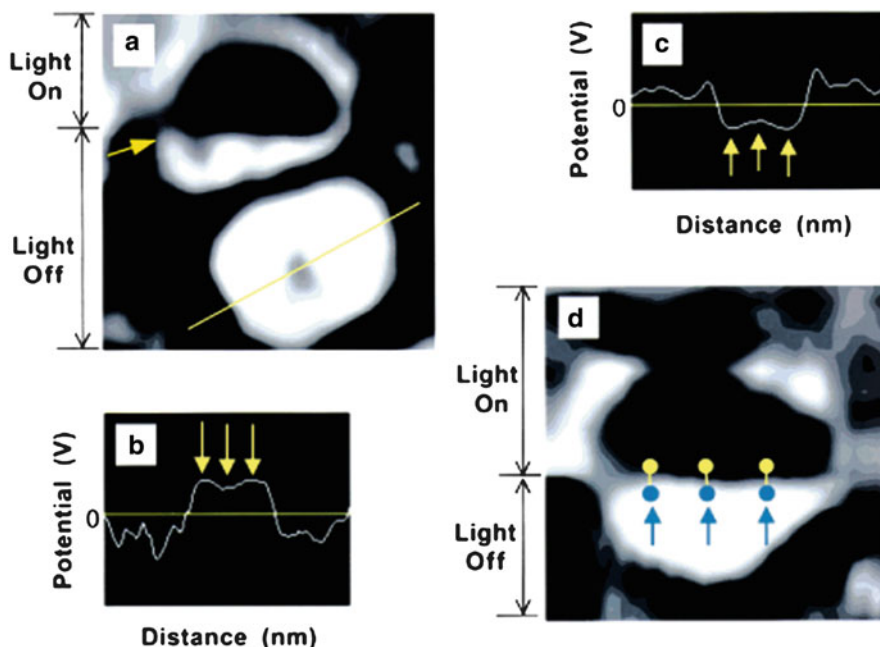 a
Light
On
Light
Off
b
Potential (V)
0
Distance (nm)
c
Potential (V)
0
Distance (nm)
d
Light
On
Light
Off